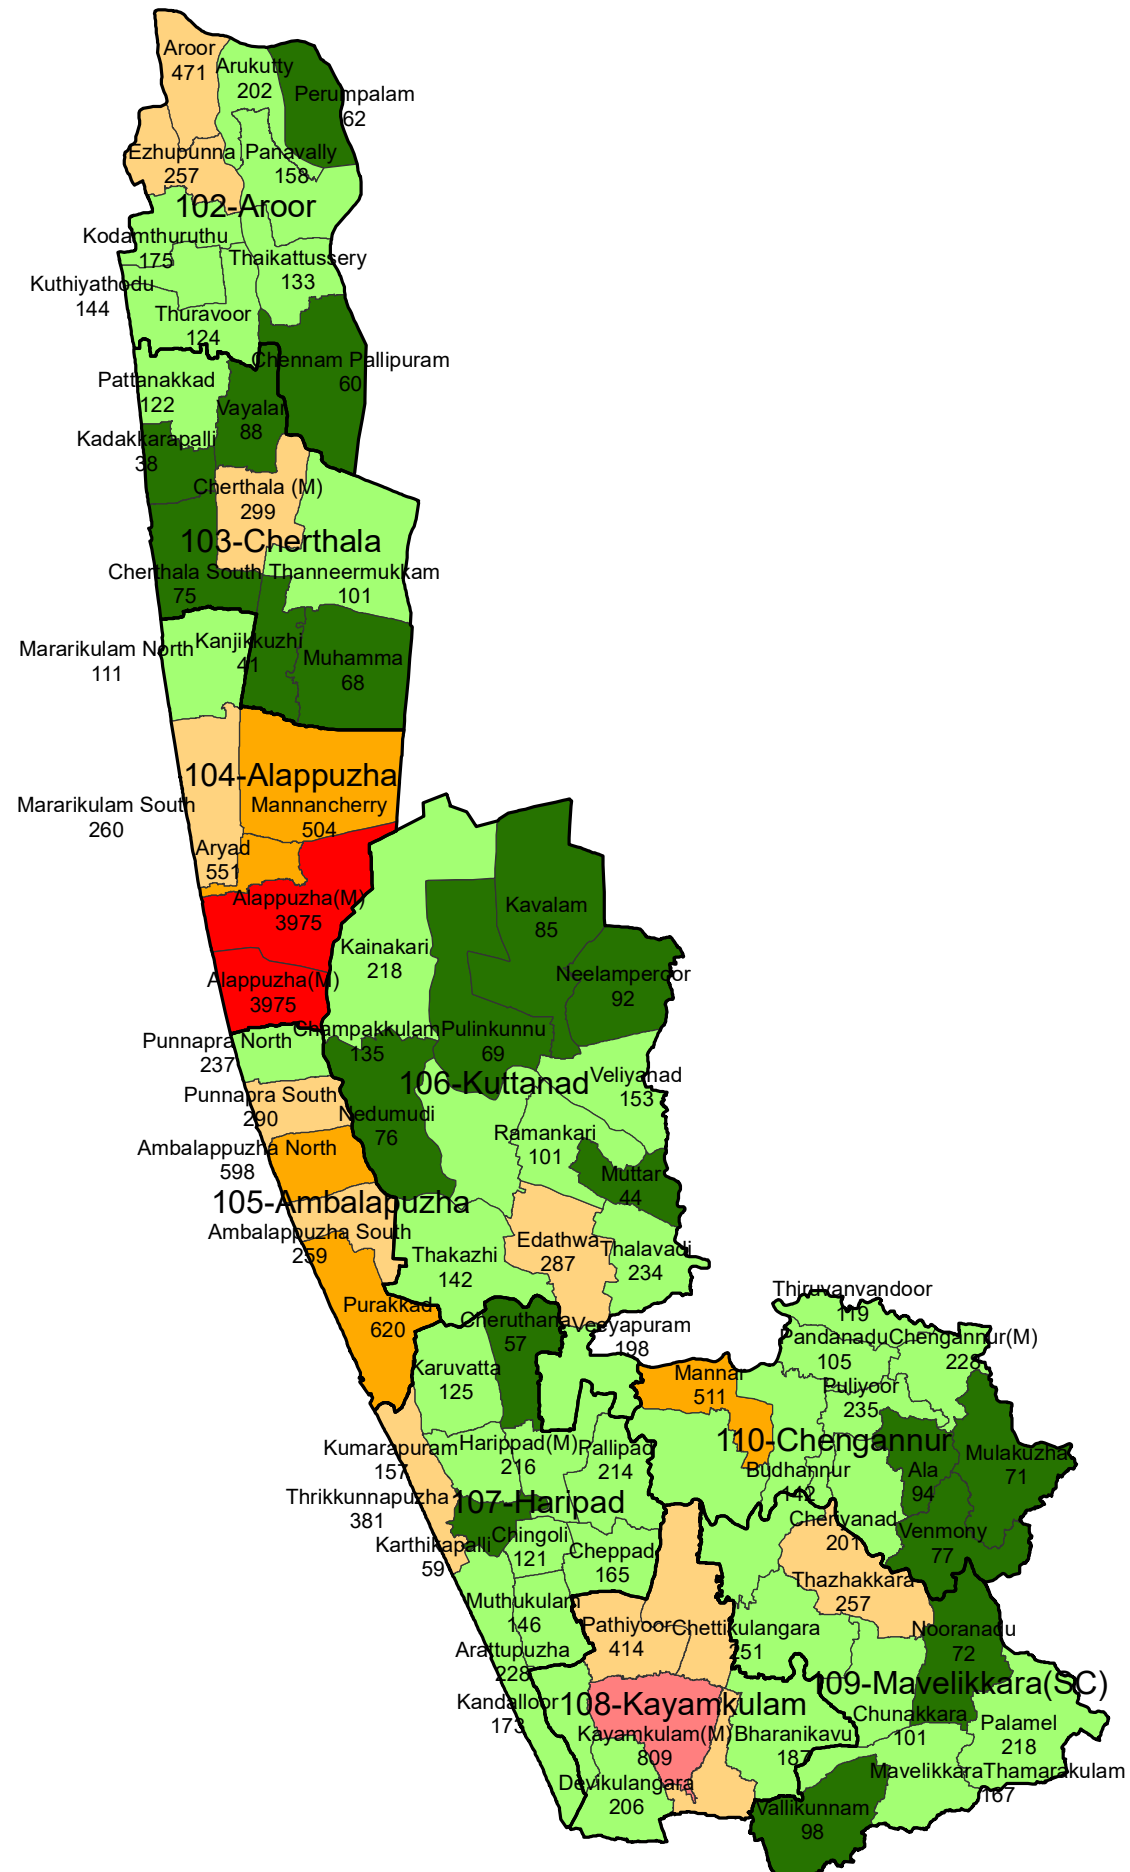 Aroor
471
Arukutty
202
Perumpalam
62
Ezhupunna
257
Panavally
158
102-Aroor
Kodamthuruthu
175
Thaikattussery
133
Kuthiyathodu
144
Thuravoor
124
Chennam Pallipuram
60
Pattanakkad
122
Vayalar
88
Kadakkarapalli
38
Cherthala (M)
299
103-Cherthala
Cherthala South
75
Thanneermukkam
101
Mararikulam North
111
Kanjikkuzhi
41
Muhamma
68
104-Alappuzha
Mararikulam South
260
Mannancherry
504
Aryad
551
Alappuzha(M)
3975
Kavalam
85
Kainakari
218
Neelamperoor
92
Alappuzha(M)
3975
Punnapra North
237
Champakkulam
135
Pulinkunnu
69
106-Kuttanad
Veliyanad
153
Punnapra South
290
Nedumudi
76
Ramankari
101
Ambalappuzha North
598
Muttar
44
105-Ambalapuzha
Ambalappuzha South
259
Thakazhi
142
Edathwa
287
Thalavadi
234
Purakkad
620
Cheruthana
57
Veeyapuram
198
Thiruvanvandoor
119
Pandanadu
105
Chengannur(M)
228
Karuvatta
125
Mannar
511
Puliyoor
235
110-Chengannur
Kumarapuram
157
Harippad(M)
216
Pallipad
214
Budhannur
142
Ala
94
Mulakuzha
71
Thrikkunnapuzha
381
107-Haripad
Cheriyanad
201
Venmony
77
Karthikapalli
59
Chingoli
121
Cheppad
165
Thazhakkara
257
Muthukulam
146
Pathiyoor
414
Chettikulangara
251
Nooranadu
72
Arattupuzha
228
109-Mavelikkara(SC)
Kandalloor
173
108-Kayamkulam
Kayamkulam(M)
809
Bharanikavu
187
Chunakkara
101
Palamel
218
Devikulangara
206
Mavelikkara
Thamarakulam
167
Vallikunnam
98